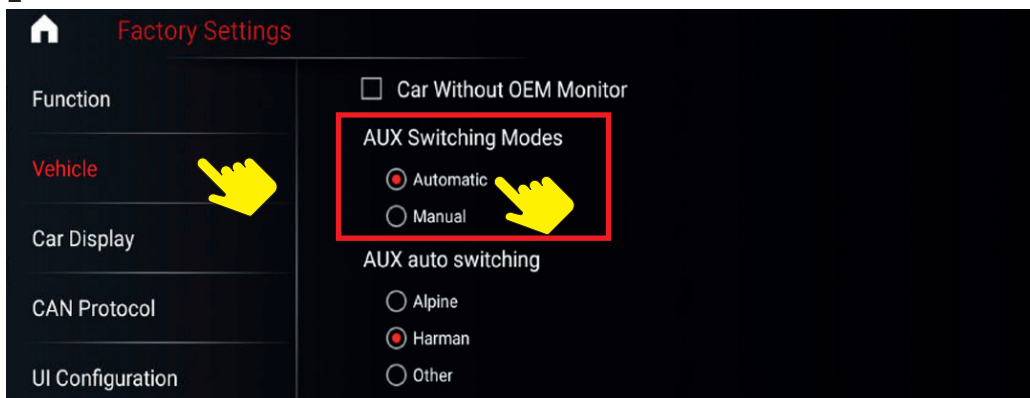 Factory Settings
Function
Vehicle
Car Display
CAN Protocol
UI Configuration
Car Without OEM Monitor
AUX Switching Modes
Automatic
Manual
AUX auto switching
Alpine
Harman
Other